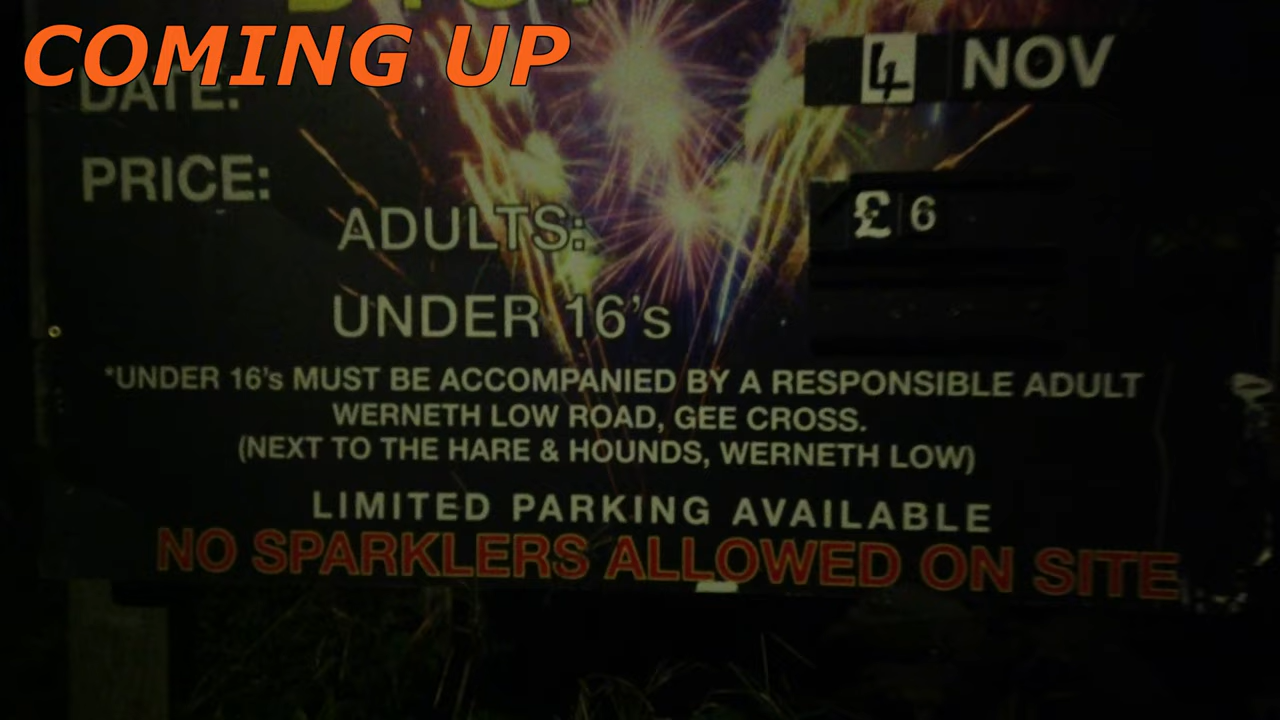 COMING UP
DATE: 4 NOV
PRICE:
ADULTS: £6
UNDER 16's
*UNDER 16's MUST BE ACCOMPANIED BY A RESPONSIBLE ADULT
WERNETH LOW ROAD, GEE CROSS.
(NEXT TO THE HARE & HOUNDS, WERNETH LOW)
LIMITED PARKING AVAILABLE
NO SPARKLERS ALLOWED ON SITE